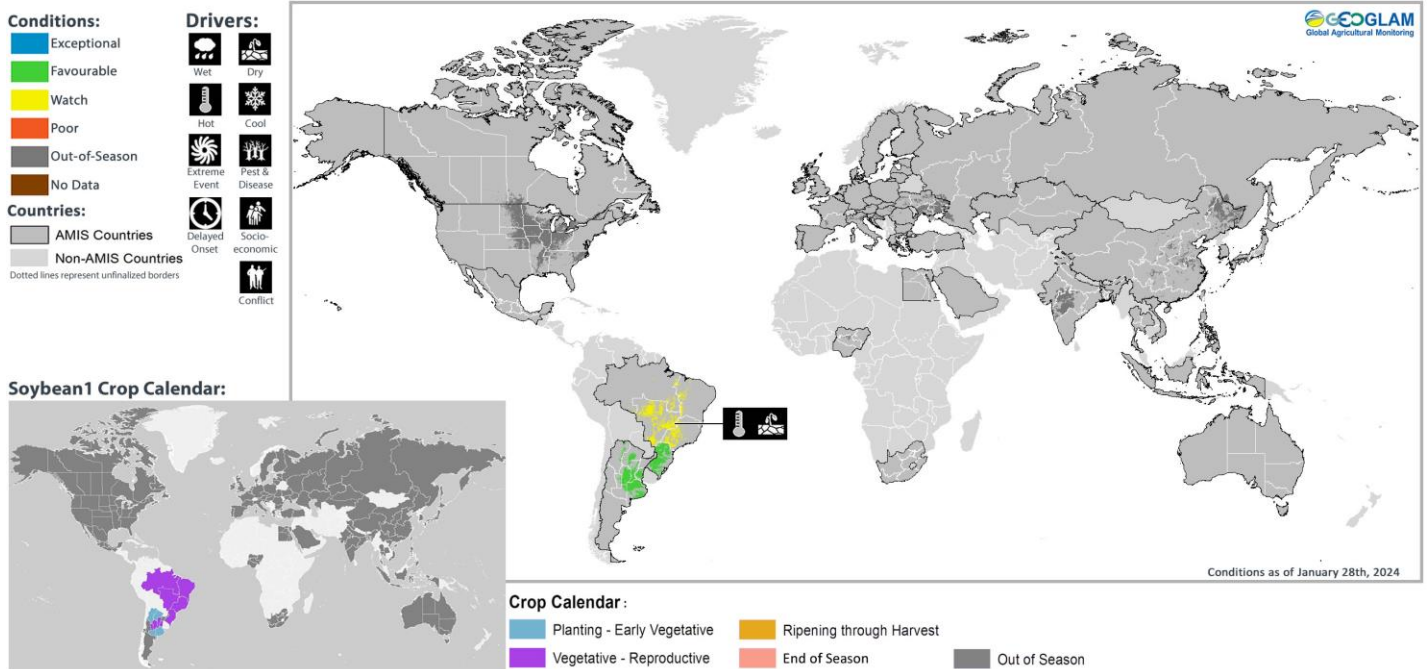 Conditions:
Exceptional
Favourable
Watch
Poor
Out-of-Season
No Data
Countries:
AMIS Countries
Non-AMIS Countries
Dotted lines represent unfinalized borders
Drivers:
Wet
Dry
Hot
Cool
Extreme
Event
Pest &
Disease
Delayed
Onset
Socio-
economic
Conflict
GEOGLAM
Global Agricultural Monitoring
Conditions as of January 28th, 2024
Soybean1 Crop Calendar:
Crop Calendar :
Planting - Early Vegetative
Ripening through Harvest
Vegetative - Reproductive
End of Season
Out of Season